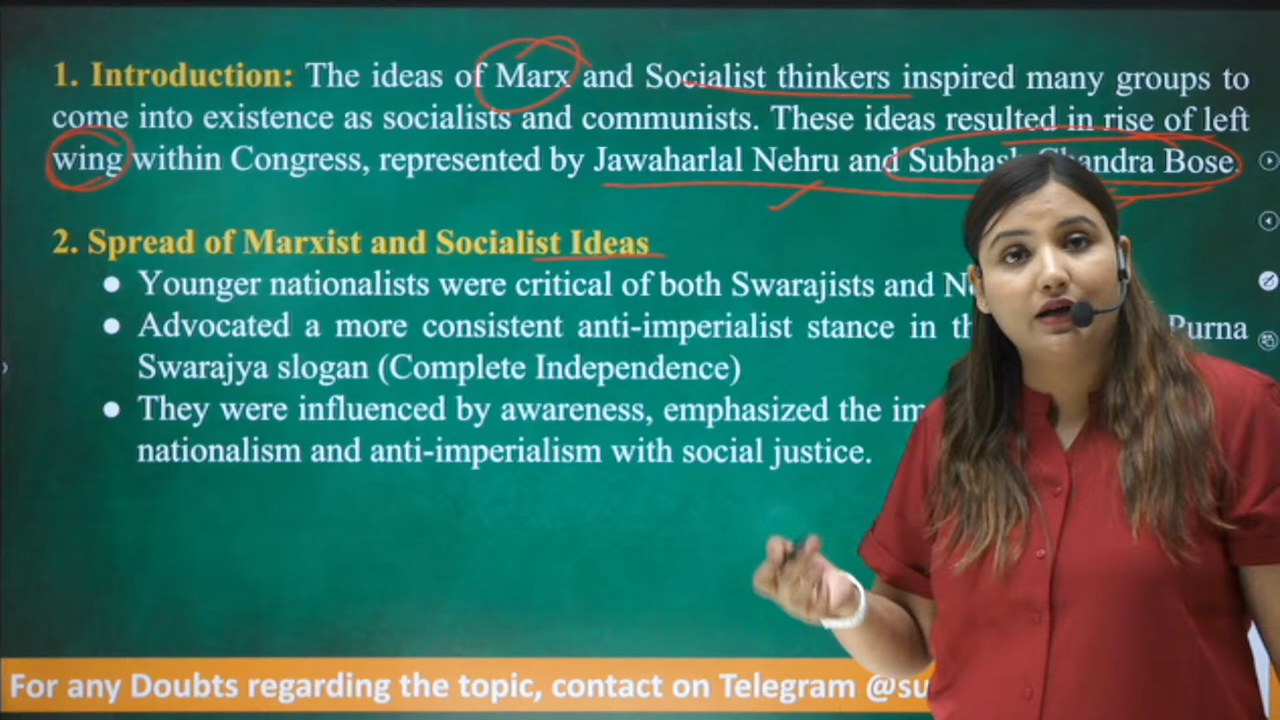 1. Introduction: The ideas of Marx and Socialist thinkers inspired many groups to
come into existence as socialists and communists. These ideas resulted in rise of left
wing within Congress, represented by Jawaharlal Nehru and Subhash Chandra Bose.
2. Spread of Marxist and Socialist Ideas
● Younger nationalists were critical of both Swarajists and
● Advocated a more consistent anti-imperialist stance in Purna
Swarajya slogan (Complete Independence)
● They were influenced by awareness, emphasized the
nationalism and anti-imperialism with social justice.
For any Doubts regarding the topic, contact on Telegram